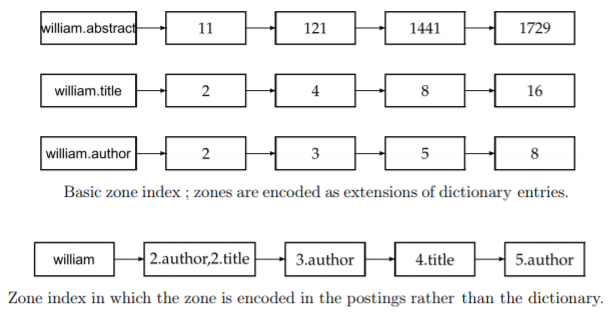 william.abstract 11 121 1441 1729
william.title 2 4 8 16
william.author 2 3 5 8
Basic zone index ; zones are encoded as extensions of dictionary entries.
william 2.author,2.title 3.author 4.title 5.author
Zone index in which the zone is encoded in the postings rather than the dictionary.